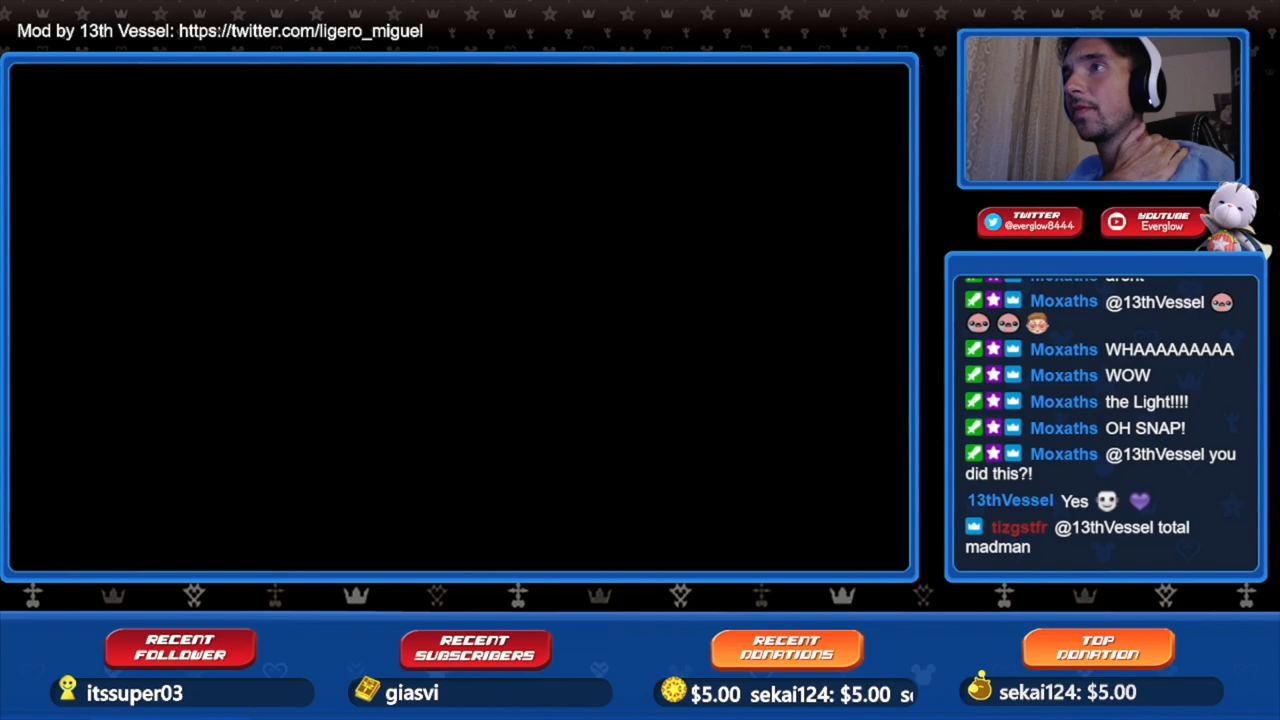 Mod by 13th Vessel: https://twitter.com/ligero_miguel
TWITTER
@everglow8444
YOUTUBE
Everglow
Moxaths @13thVessel
Moxaths WHAAAAAAAAA
Moxaths WOW
Moxaths the Light!!!!
Moxaths OH SNAP!
Moxaths @13thVessel you
did this?!
13thVessel Yes
tizgstfr @13thVessel total
madman
RECENT
FOLLOWER
itssuper03
RECENT
SUBSCRIBERS
giasvi
RECENT
DONATIONS
$5.00 sekai124: $5.00
TOP
DONATION
sekai124: $5.00